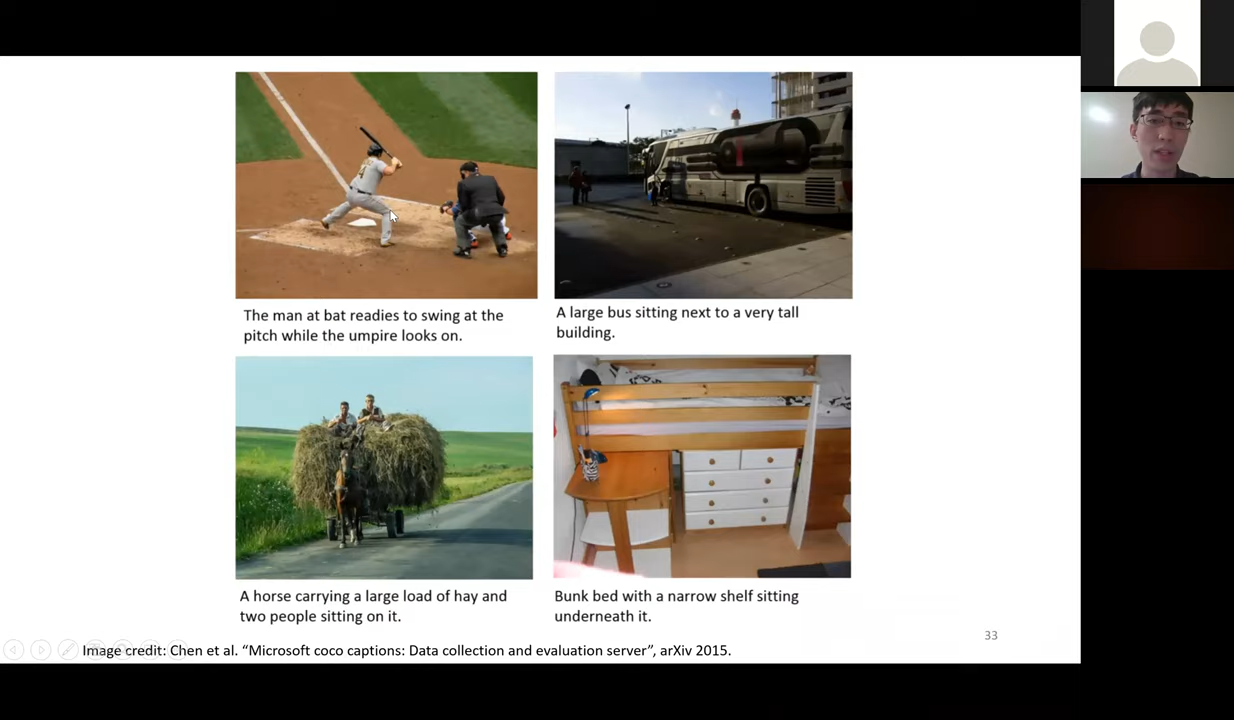 The man at bat readies to swing at the
pitch while the umpire looks on.
A large bus sitting next to a very tall
building.
A horse carrying a large load of hay and
two people sitting on it.
Bunk bed with a narrow shelf sitting
underneath it.
33
Image credit: Chen et al. “Microsoft coco captions: Data collection and evaluation server”, arXiv 2015.